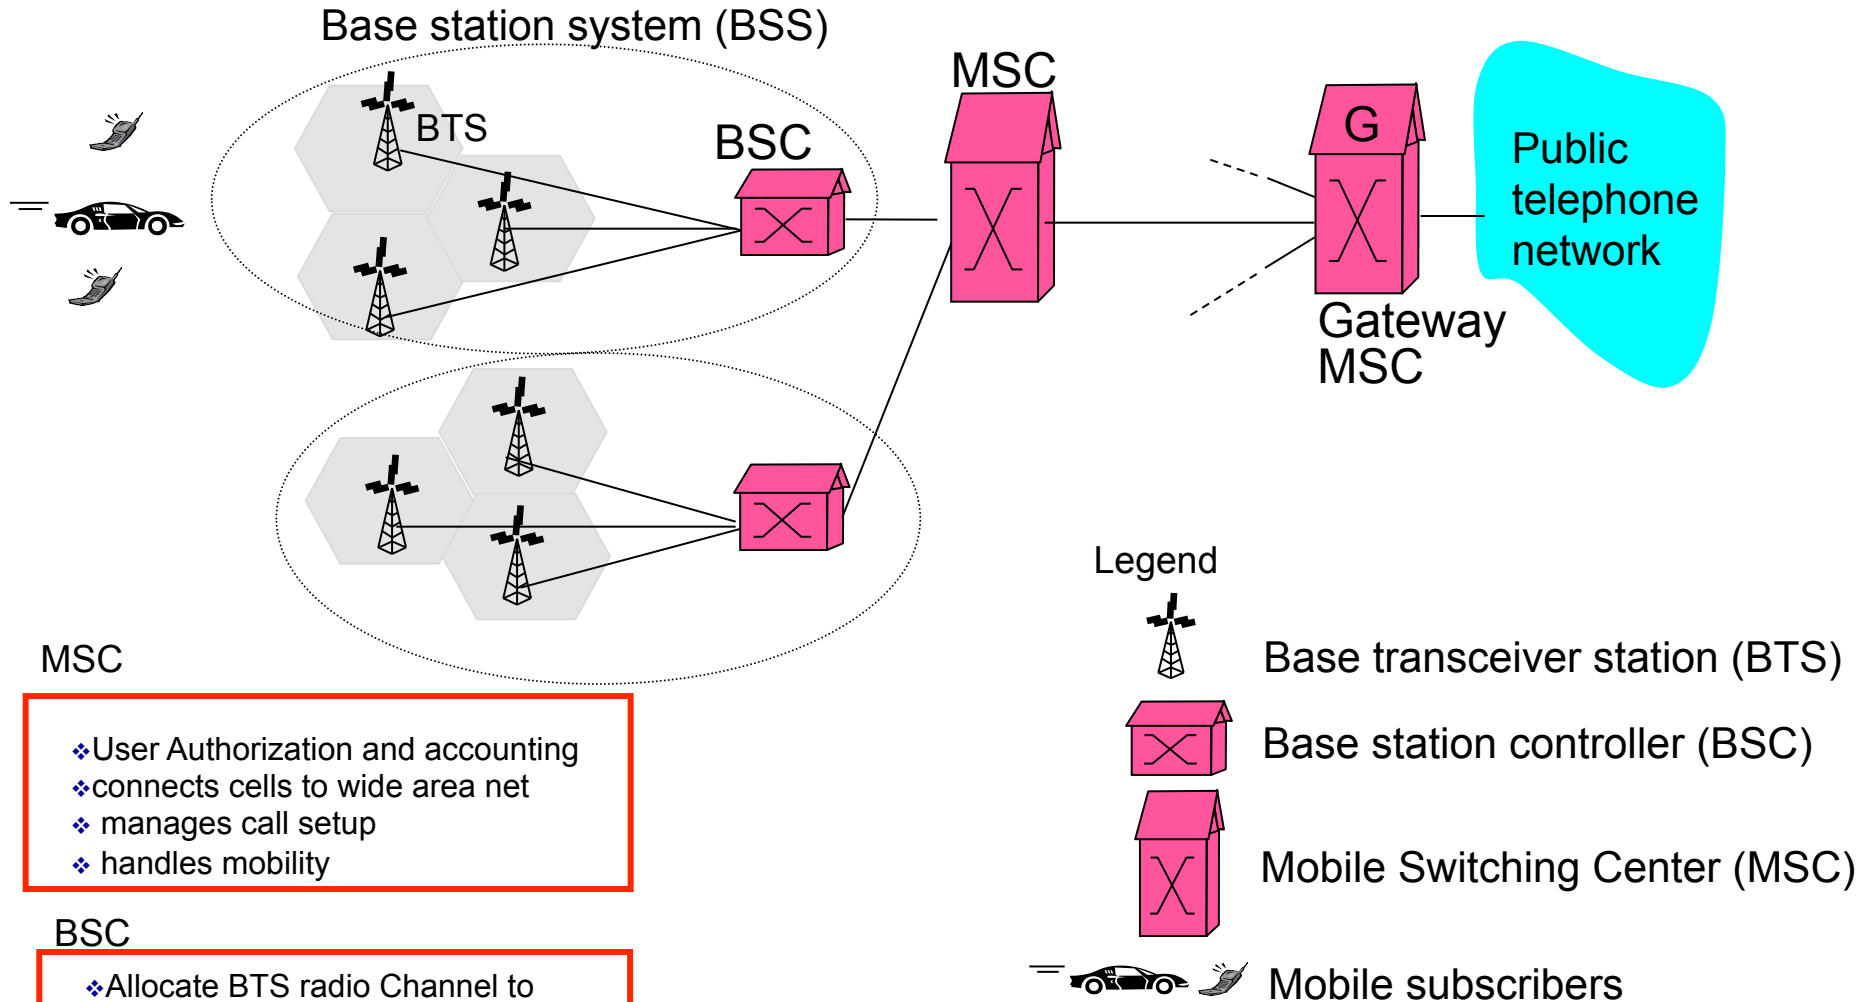 Base station system (BSS)
BTS
BSC
MSC
G
Gateway
MSC
Public
telephone
network
MSC
❖User Authorization and accounting
❖connects cells to wide area net
❖ manages call setup
❖ handles mobility
BSC
❖Allocate BTS radio Channel to
Legend
Base transceiver station (BTS)
Base station controller (BSC)
Mobile Switching Center (MSC)
Mobile subscribers